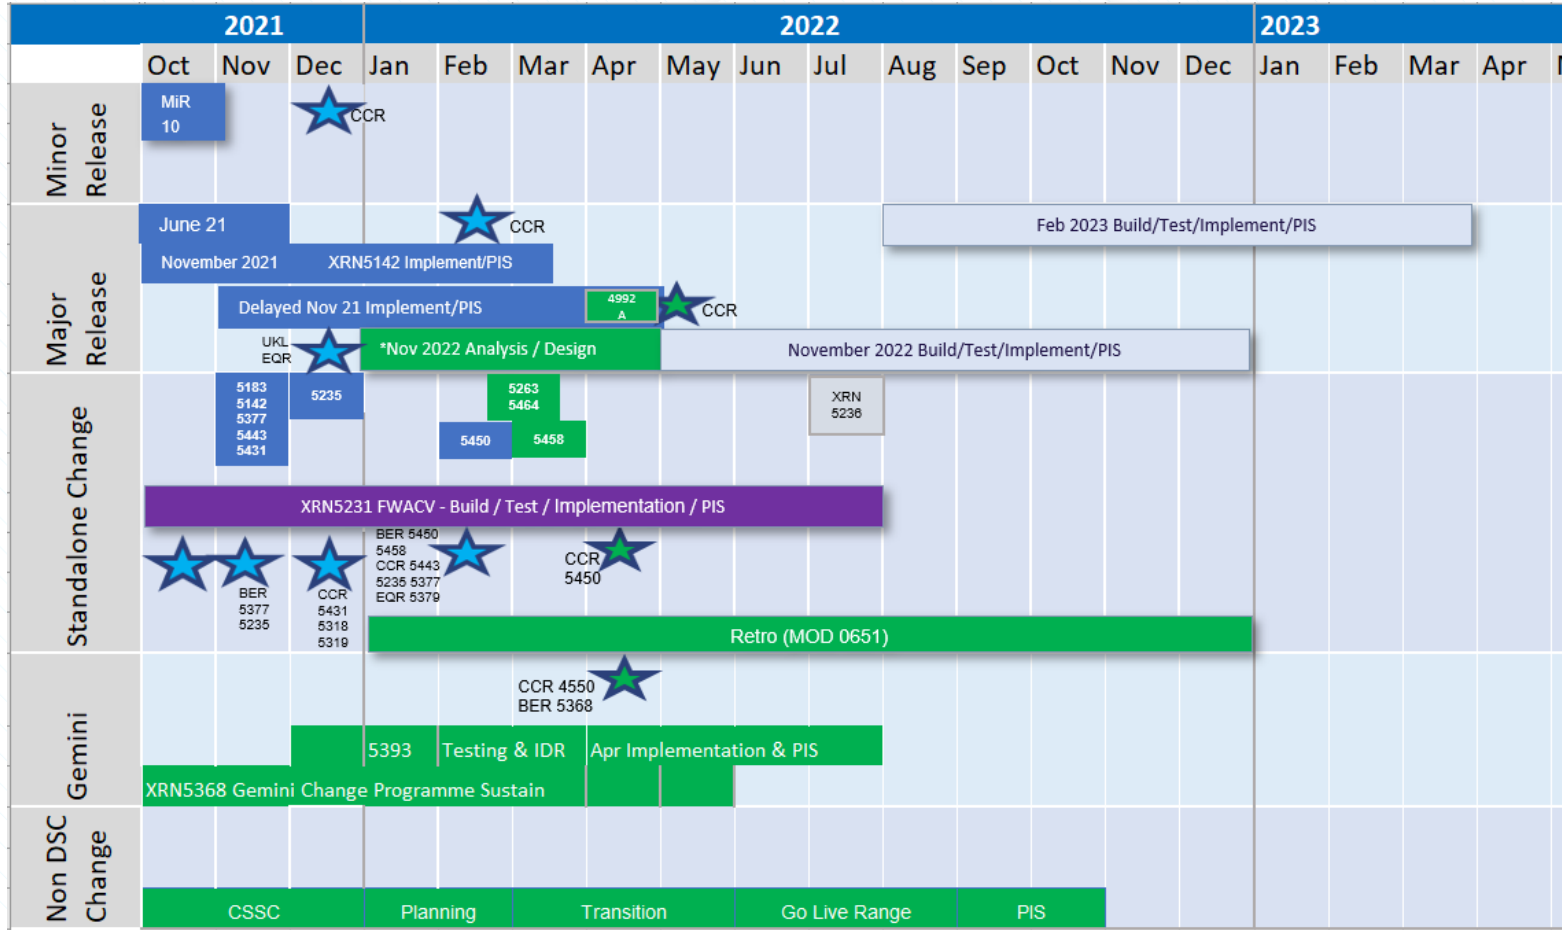 2021
2022
2023
Oct
Nov
Dec
Jan
Feb
Mar
Apr
May
Jun
Jul
Aug
Sep
Oct
Nov
Dec
Jan
Feb
Mar
Apr
Minor
Release
MiR
10
CCR
Major
Release
June 21
CCR
Feb 2023 Build/Test/Implement/PIS
November 2021
XRN5142 Implement/PIS
Delayed Nov 21 Implement/PIS
4992
A
CCR
UKL
EQR
*Nov 2022 Analysis / Design
November 2022 Build/Test/Implement/PIS
Standalone Change
5183
5142
5377
5443
5431
5235
5263
5464
5450
5458
XRN
5236
XRN5231 FWACV - Build / Test / Implementation / PIS
BER
5377
5235
CCR
5431
5318
5319
BER 5450
5458
CCR 5443
5235 5377
EQR 5379
CCR
5450
Retro (MOD 0651)
Gemini
CCR 4550
BER 5368
5393
Testing & IDR
Apr Implementation & PIS
XRN5368 Gemini Change Programme Sustain
Non DSC
Change
CSSC
Planning
Transition
Go Live Range
PIS